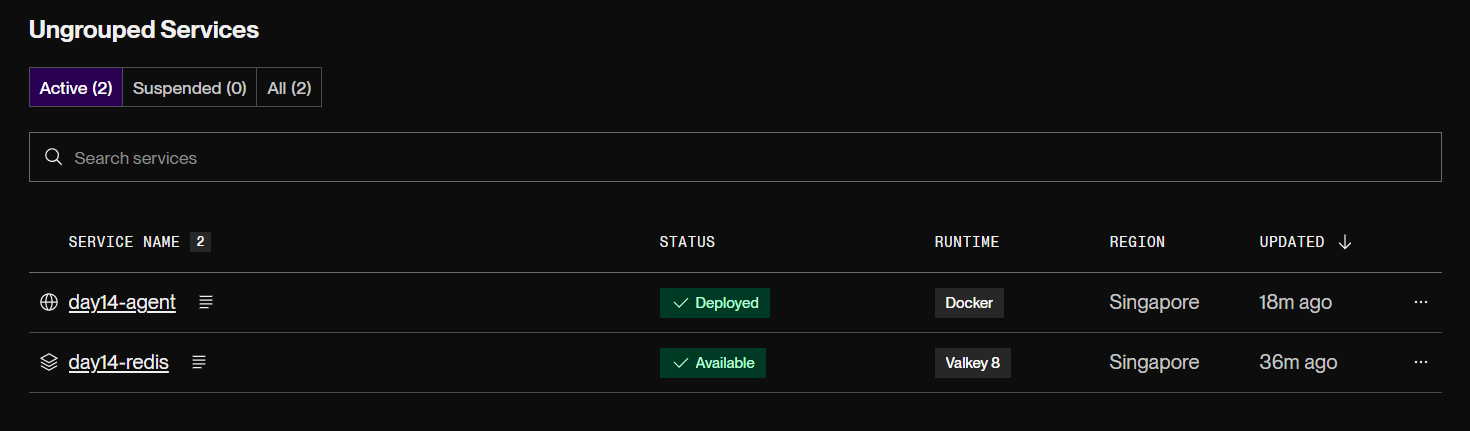 Ungrouped Services
Active (2) Suspended (0) All (2)
Search services
SERVICE NAME 2 STATUS RUNTIME REGION UPDATED
day14-agent Deployed Docker Singapore 18m ago
day14-redis Available Valkey 8 Singapore 36m ago